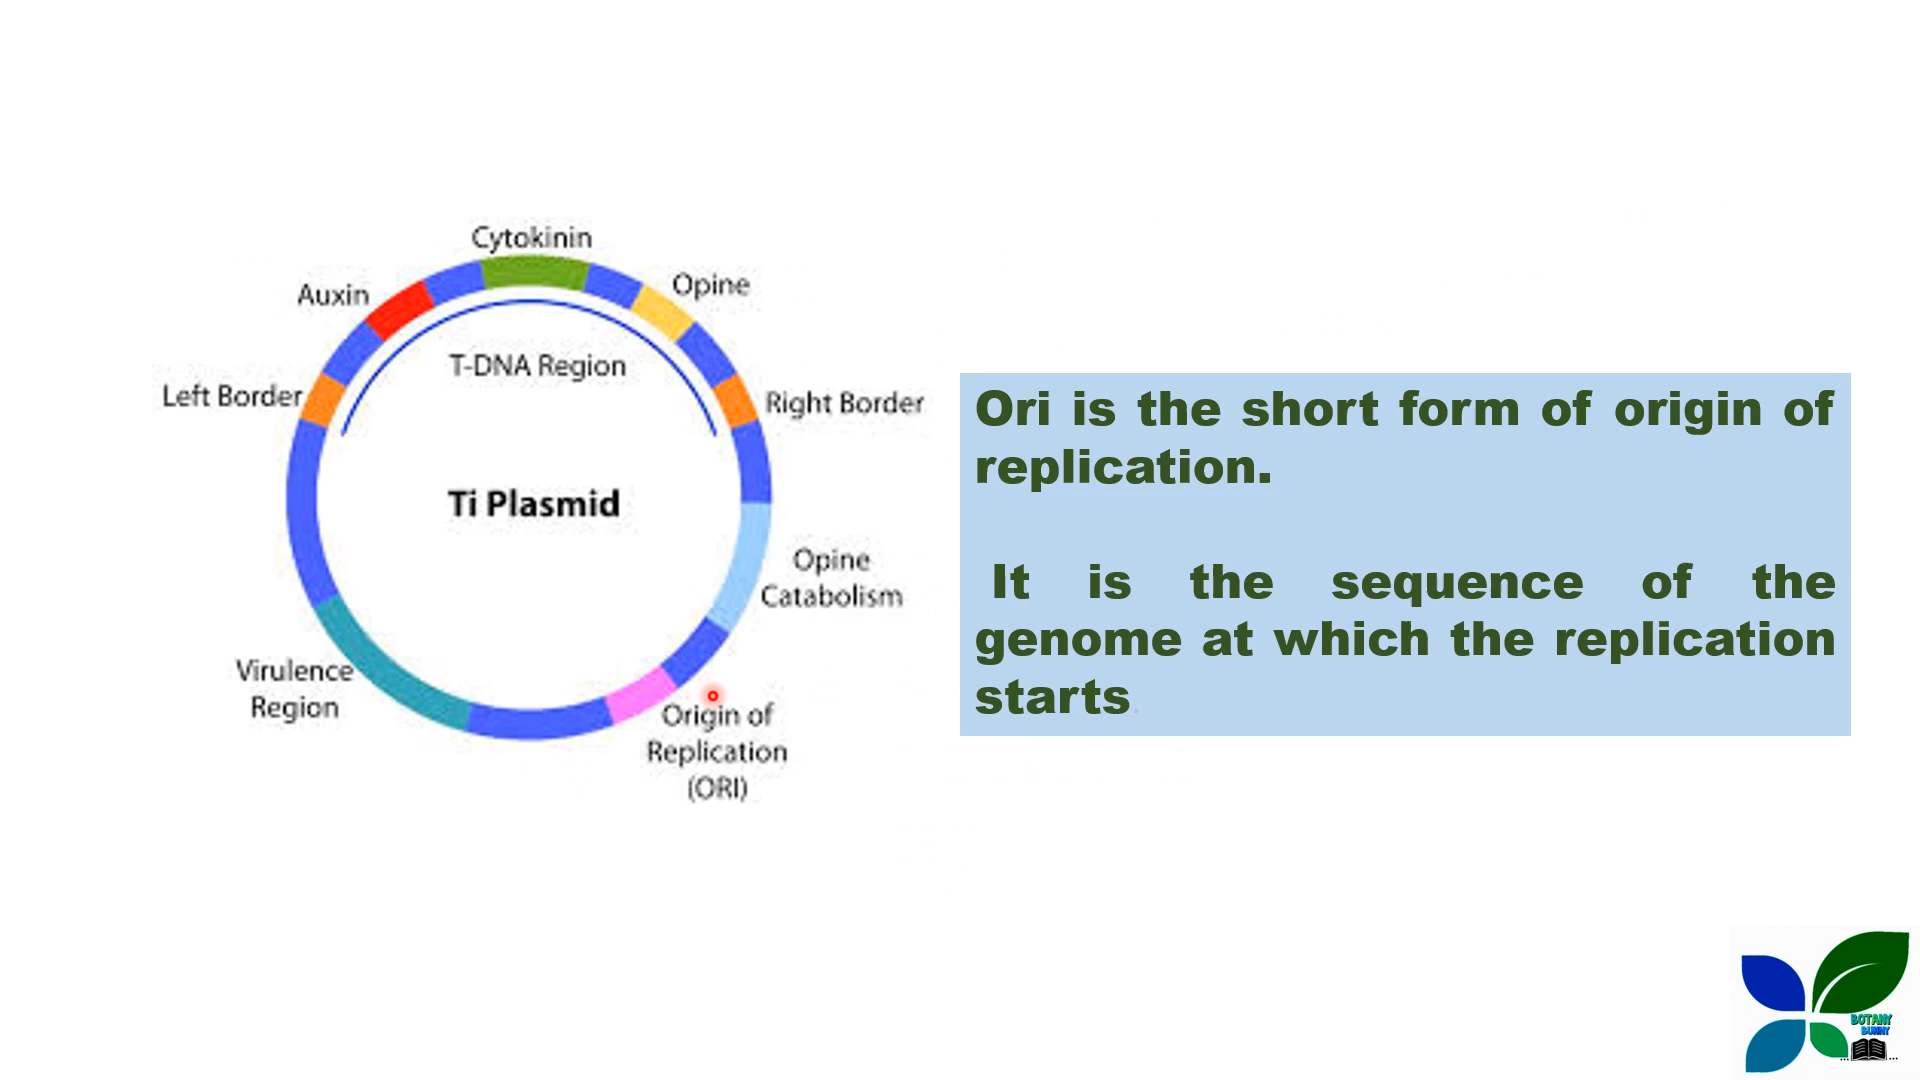 Cytokinin
Auxin
Opine
T-DNA Region
Left Border
Right Border
Ti Plasmid
Opine
Catabolism
Virulence
Region
Origin of
Replication
(ORI)
Ori is the short form of origin of
replication.
It is the sequence of the
genome at which the replication
starts.
BOTANY
BUNNY